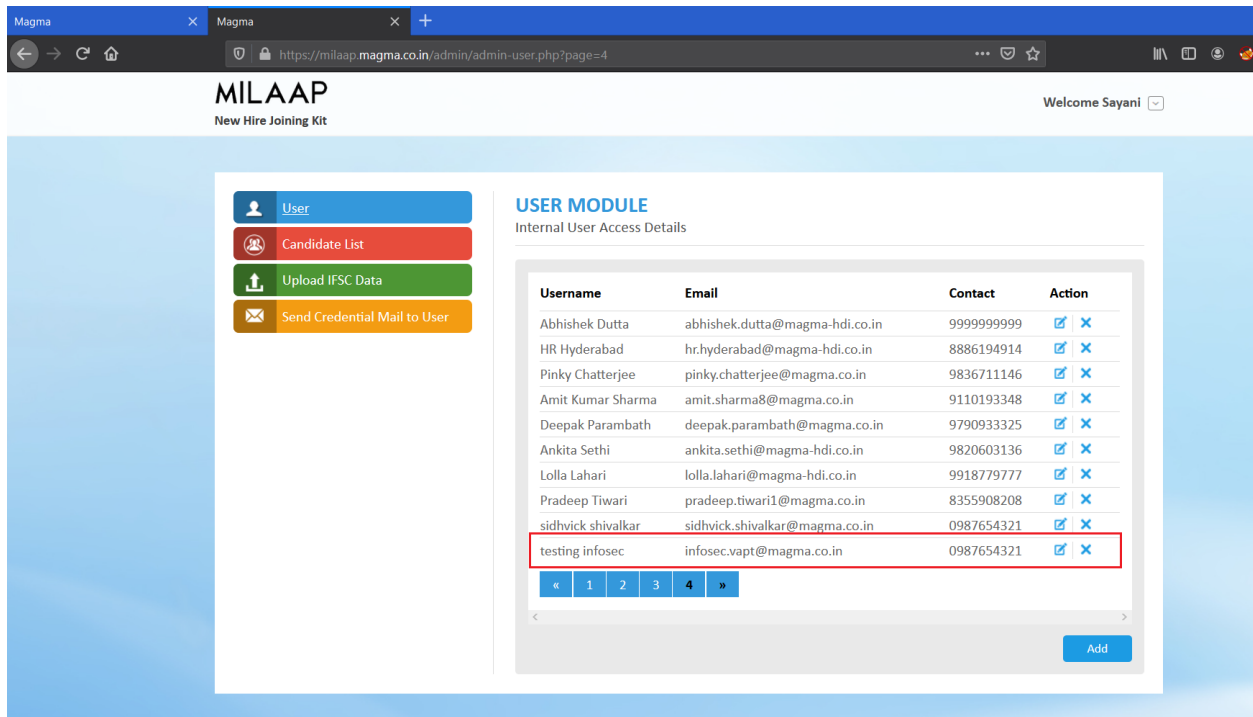 Magma
Magma
https://milaap.magma.co.in/admin/admin-user.php?page=4
MILAAP
New Hire Joining Kit
Welcome Sayani
User
Candidate List
Upload IFSC Data
Send Credential Mail to User
USER MODULE
Internal User Access Details
Username Email Contact Action
Abhishek Dutta abhishek.dutta@magma-hdi.co.in 9999999999
HR Hyderabad hr.hyderabad@magma-hdi.co.in 8886194914
Pinky Chatterjee pinky.chatterjee@magma.co.in 9836711146
Amit Kumar Sharma amit.sharma8@magma.co.in 9110193348
Deepak Parambath deepak.parambath@magma.co.in 9790933325
Ankita Sethi ankita.sethi@magma-hdi.co.in 9820603136
Lolla Lahari lolla.lahari@magma-hdi.co.in 9918779777
Pradeep Tiwari pradeep.tiwari1@magma.co.in 8355908208
sidhvick shivalkar sidhvick.shivalkar@magma.co.in 0987654321
testing infosec infosec.vapt@magma.co.in 0987654321
« 1 2 3 4 »
Add